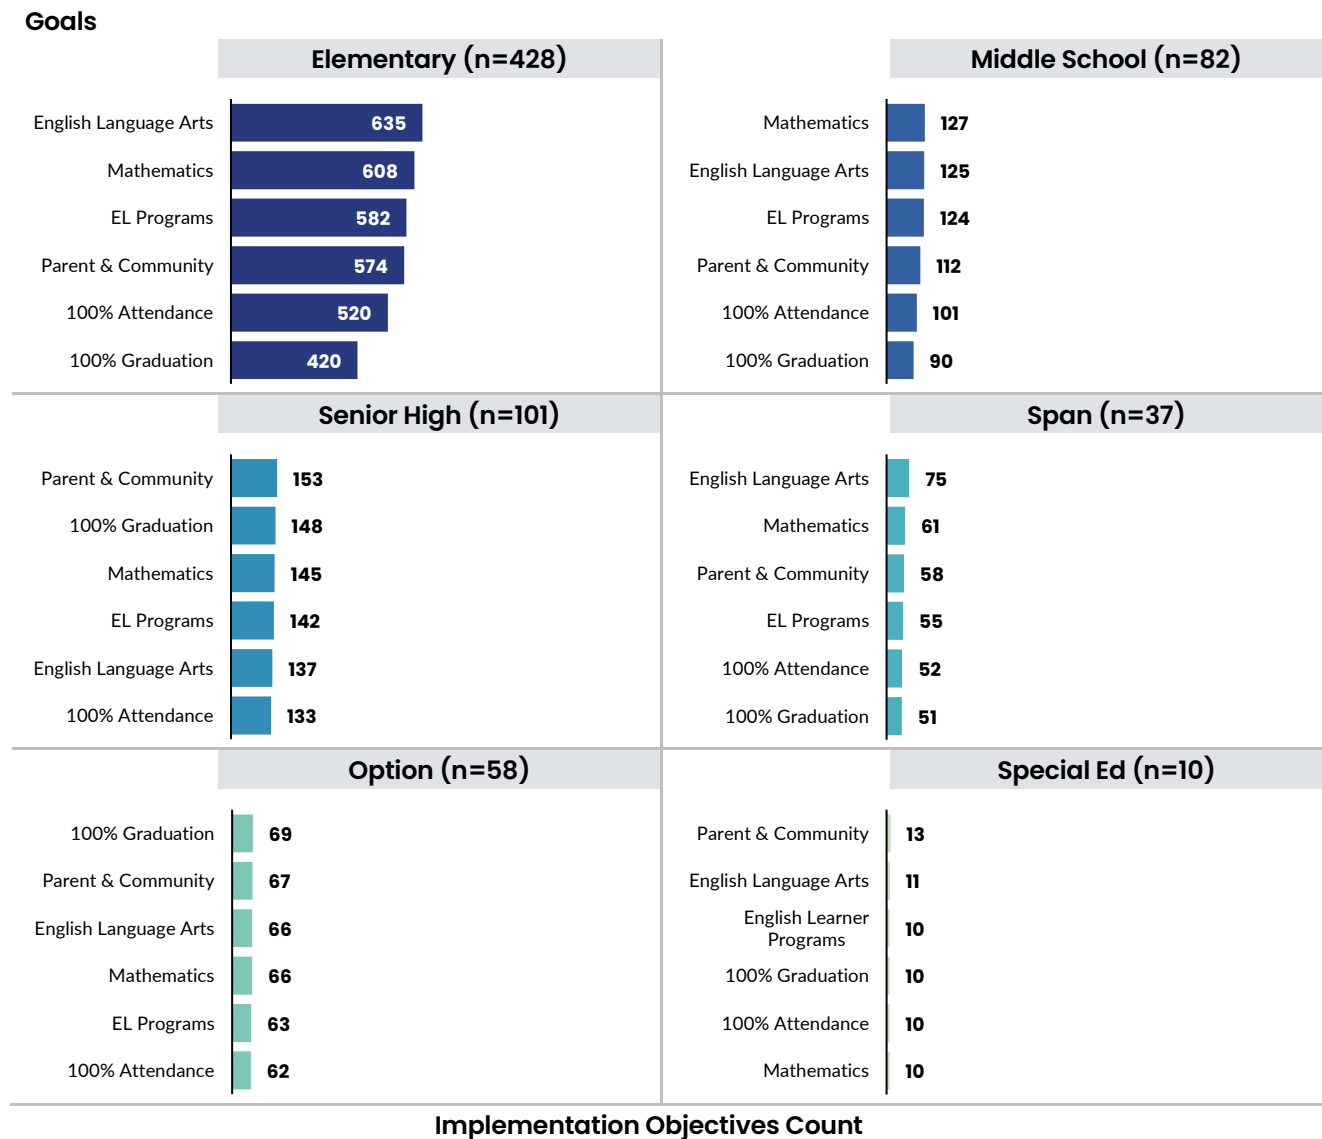 Goals
Elementary (n=428)
English Language Arts 635
Mathematics 608
EL Programs 582
Parent & Community 574
100% Attendance 520
100% Graduation 420
Middle School (n=82)
Mathematics 127
English Language Arts 125
EL Programs 124
Parent & Community 112
100% Attendance 101
100% Graduation 90
Senior High (n=101)
Parent & Community 153
100% Graduation 148
Mathematics 145
EL Programs 142
English Language Arts 137
100% Attendance 133
Span (n=37)
English Language Arts 75
Mathematics 61
Parent & Community 58
EL Programs 55
100% Attendance 52
100% Graduation 51
Option (n=58)
100% Graduation 69
Parent & Community 67
English Language Arts 66
Mathematics 66
EL Programs 63
100% Attendance 62
Special Ed (n=10)
Parent & Community 13
English Language Arts 11
English Learner
Programs 10
100% Graduation 10
100% Attendance 10
Mathematics 10
Implementation Objectives Count